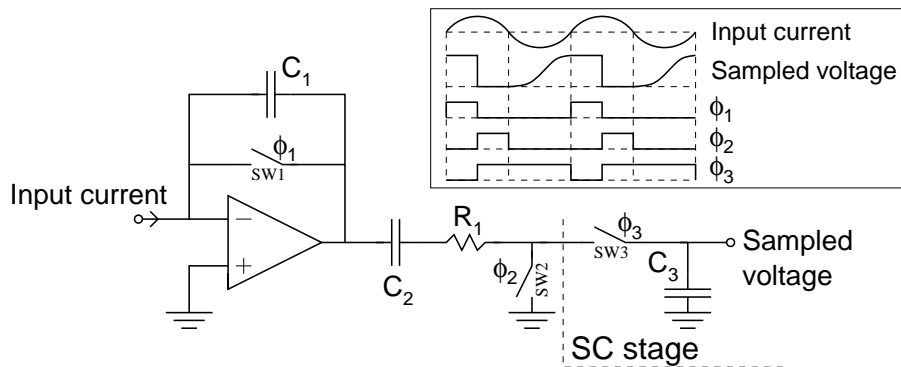 Input current
Sampled voltage
ϕ1
ϕ2
ϕ3
C1
ϕ1
SW1
Input current
−
+
C2
R1
ϕ2
SW2
ϕ3
SW3
C3
Sampled
voltage
SC stage